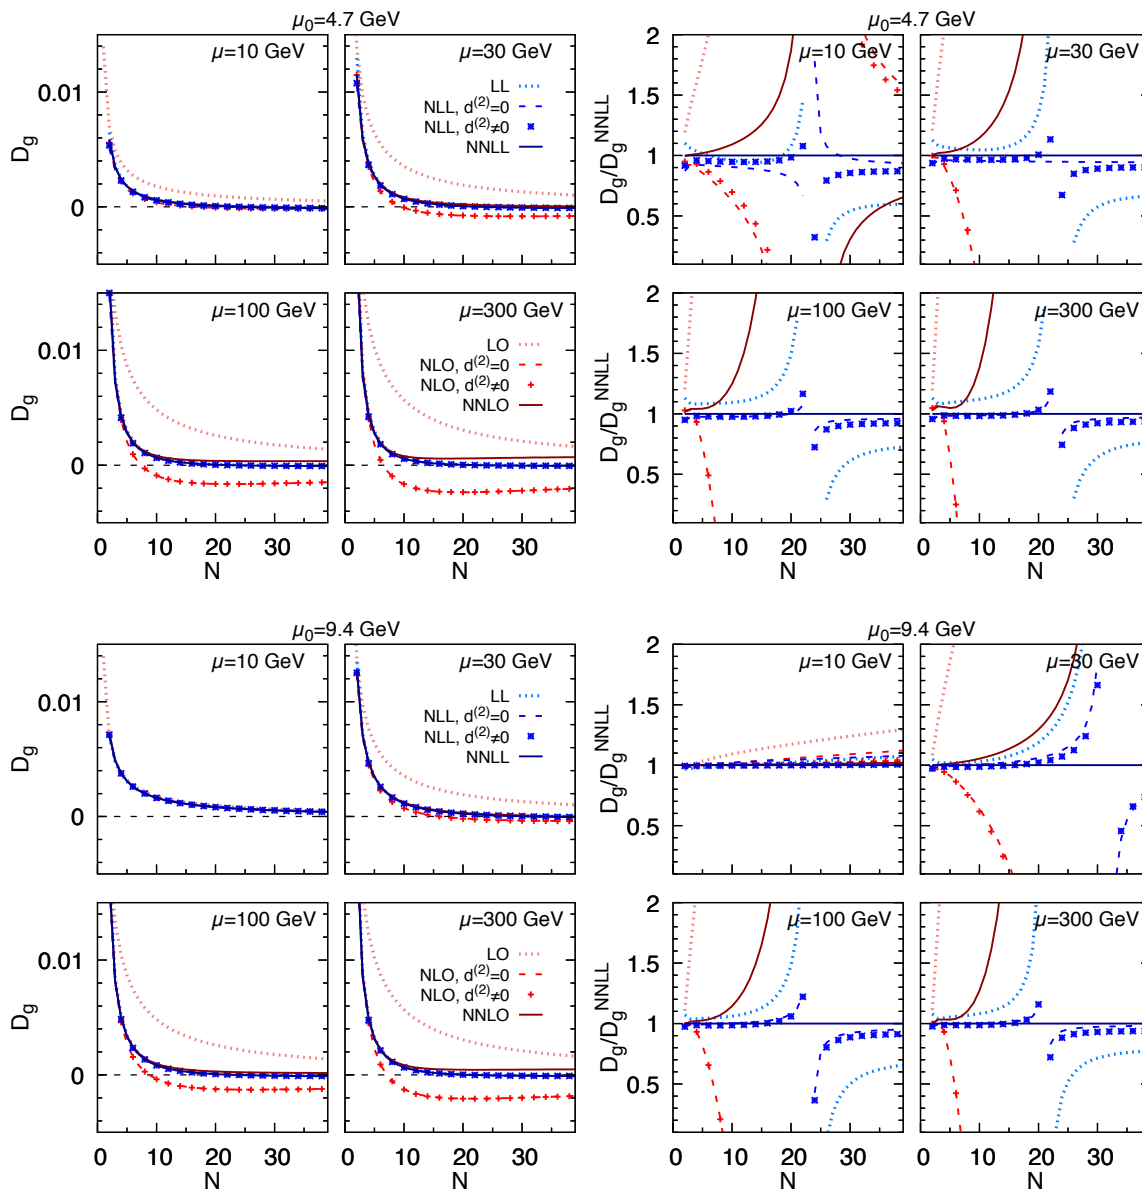 μ₀=4.7 GeV
μ=10 GeV
μ=30 GeV
0.01
0
D_g
LL
NLL, d⁽²⁾=0
NLL, d⁽²⁾≠0
NNLL
μ=100 GeV
μ=300 GeV
0.01
0
D_g
LO
NLO, d⁽²⁾=0
NLO, d⁽²⁾≠0
NNLO
0 10 20 30
0 10 20 30
N
N
μ₀=4.7 GeV
μ=10 GeV
μ=30 GeV
2
1.5
1
0.5
D_g/D_g^NNLL
μ=100 GeV
μ=300 GeV
2
1.5
1
0.5
D_g/D_g^NNLL
0 10 20 30
0 10 20 30
N
N
μ₀=9.4 GeV
μ=10 GeV
μ=30 GeV
0.01
0
D_g
LL
NLL, d⁽²⁾=0
NLL, d⁽²⁾≠0
NNLL
μ=100 GeV
μ=300 GeV
0.01
0
D_g
LO
NLO, d⁽²⁾=0
NLO, d⁽²⁾≠0
NNLO
0 10 20 30
0 10 20 30
N
N
μ₀=9.4 GeV
μ=10 GeV
μ=30 GeV
2
1.5
1
0.5
D_g/D_g^NNLL
μ=100 GeV
μ=300 GeV
2
1.5
1
0.5
D_g/D_g^NNLL
0 10 20 30
0 10 20 30
N
N